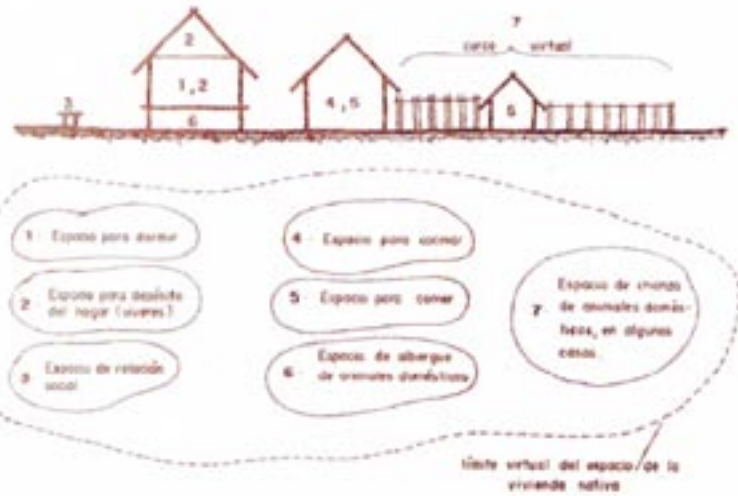 7
cerco virtual
2
1,2
6
3
4,5
6
1 Espacio para dormir
2 Espacio para depósito
del hogar (viveres)
3 Espacio de relación
social
4 Espacio para cocinar
5 Espacio para comer
6 Espacio de albergue
de animales domésticos
7 Espacio de crianza
de animales domés-
ticos, en algunos
casos.
límite virtual del espacio de la
vivienda nativa